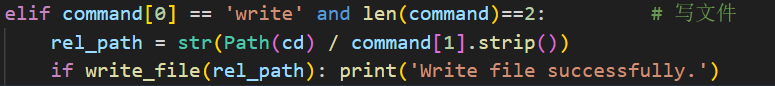 elif command[0] == 'write' and len(command)==2:          # 写文件
    rel_path = str(Path(cd) / command[1].strip())
    if write_file(rel_path): print('Write file successfully.')